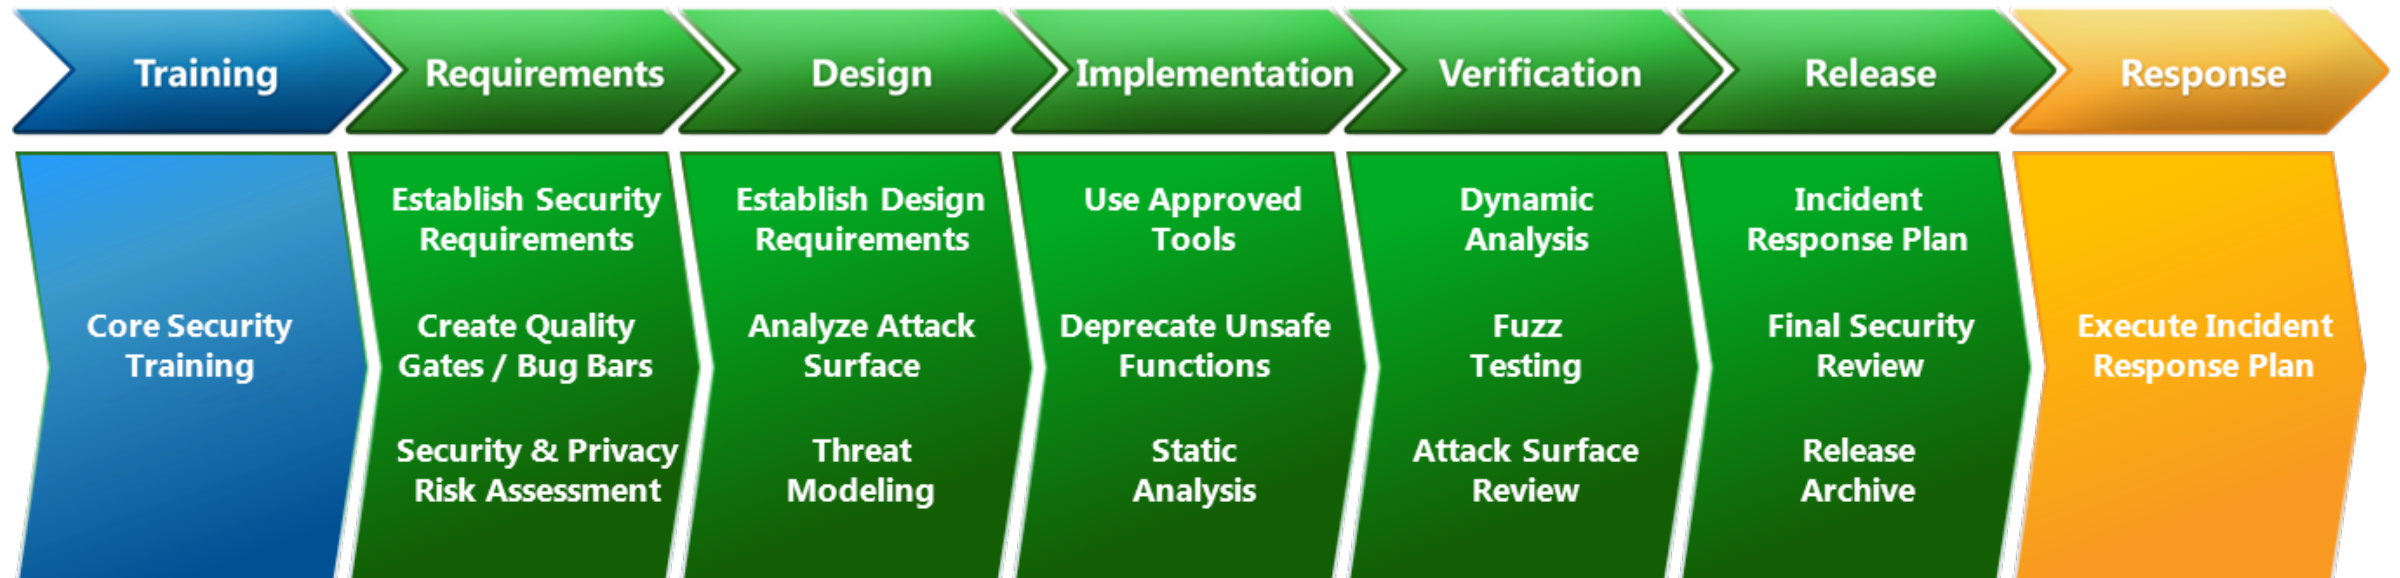 Training
Requirements
Design
Implementation
Verification
Release
Response
Core Security
Training
Establish Security
Requirements
Create Quality
Gates / Bug Bars
Security & Privacy
Risk Assessment
Establish Design
Requirements
Analyze Attack
Surface
Threat
Modeling
Use Approved
Tools
Deprecate Unsafe
Functions
Static
Analysis
Dynamic
Analysis
Fuzz
Testing
Attack Surface
Review
Incident
Response Plan
Final Security
Review
Release
Archive
Execute Incident
Response Plan